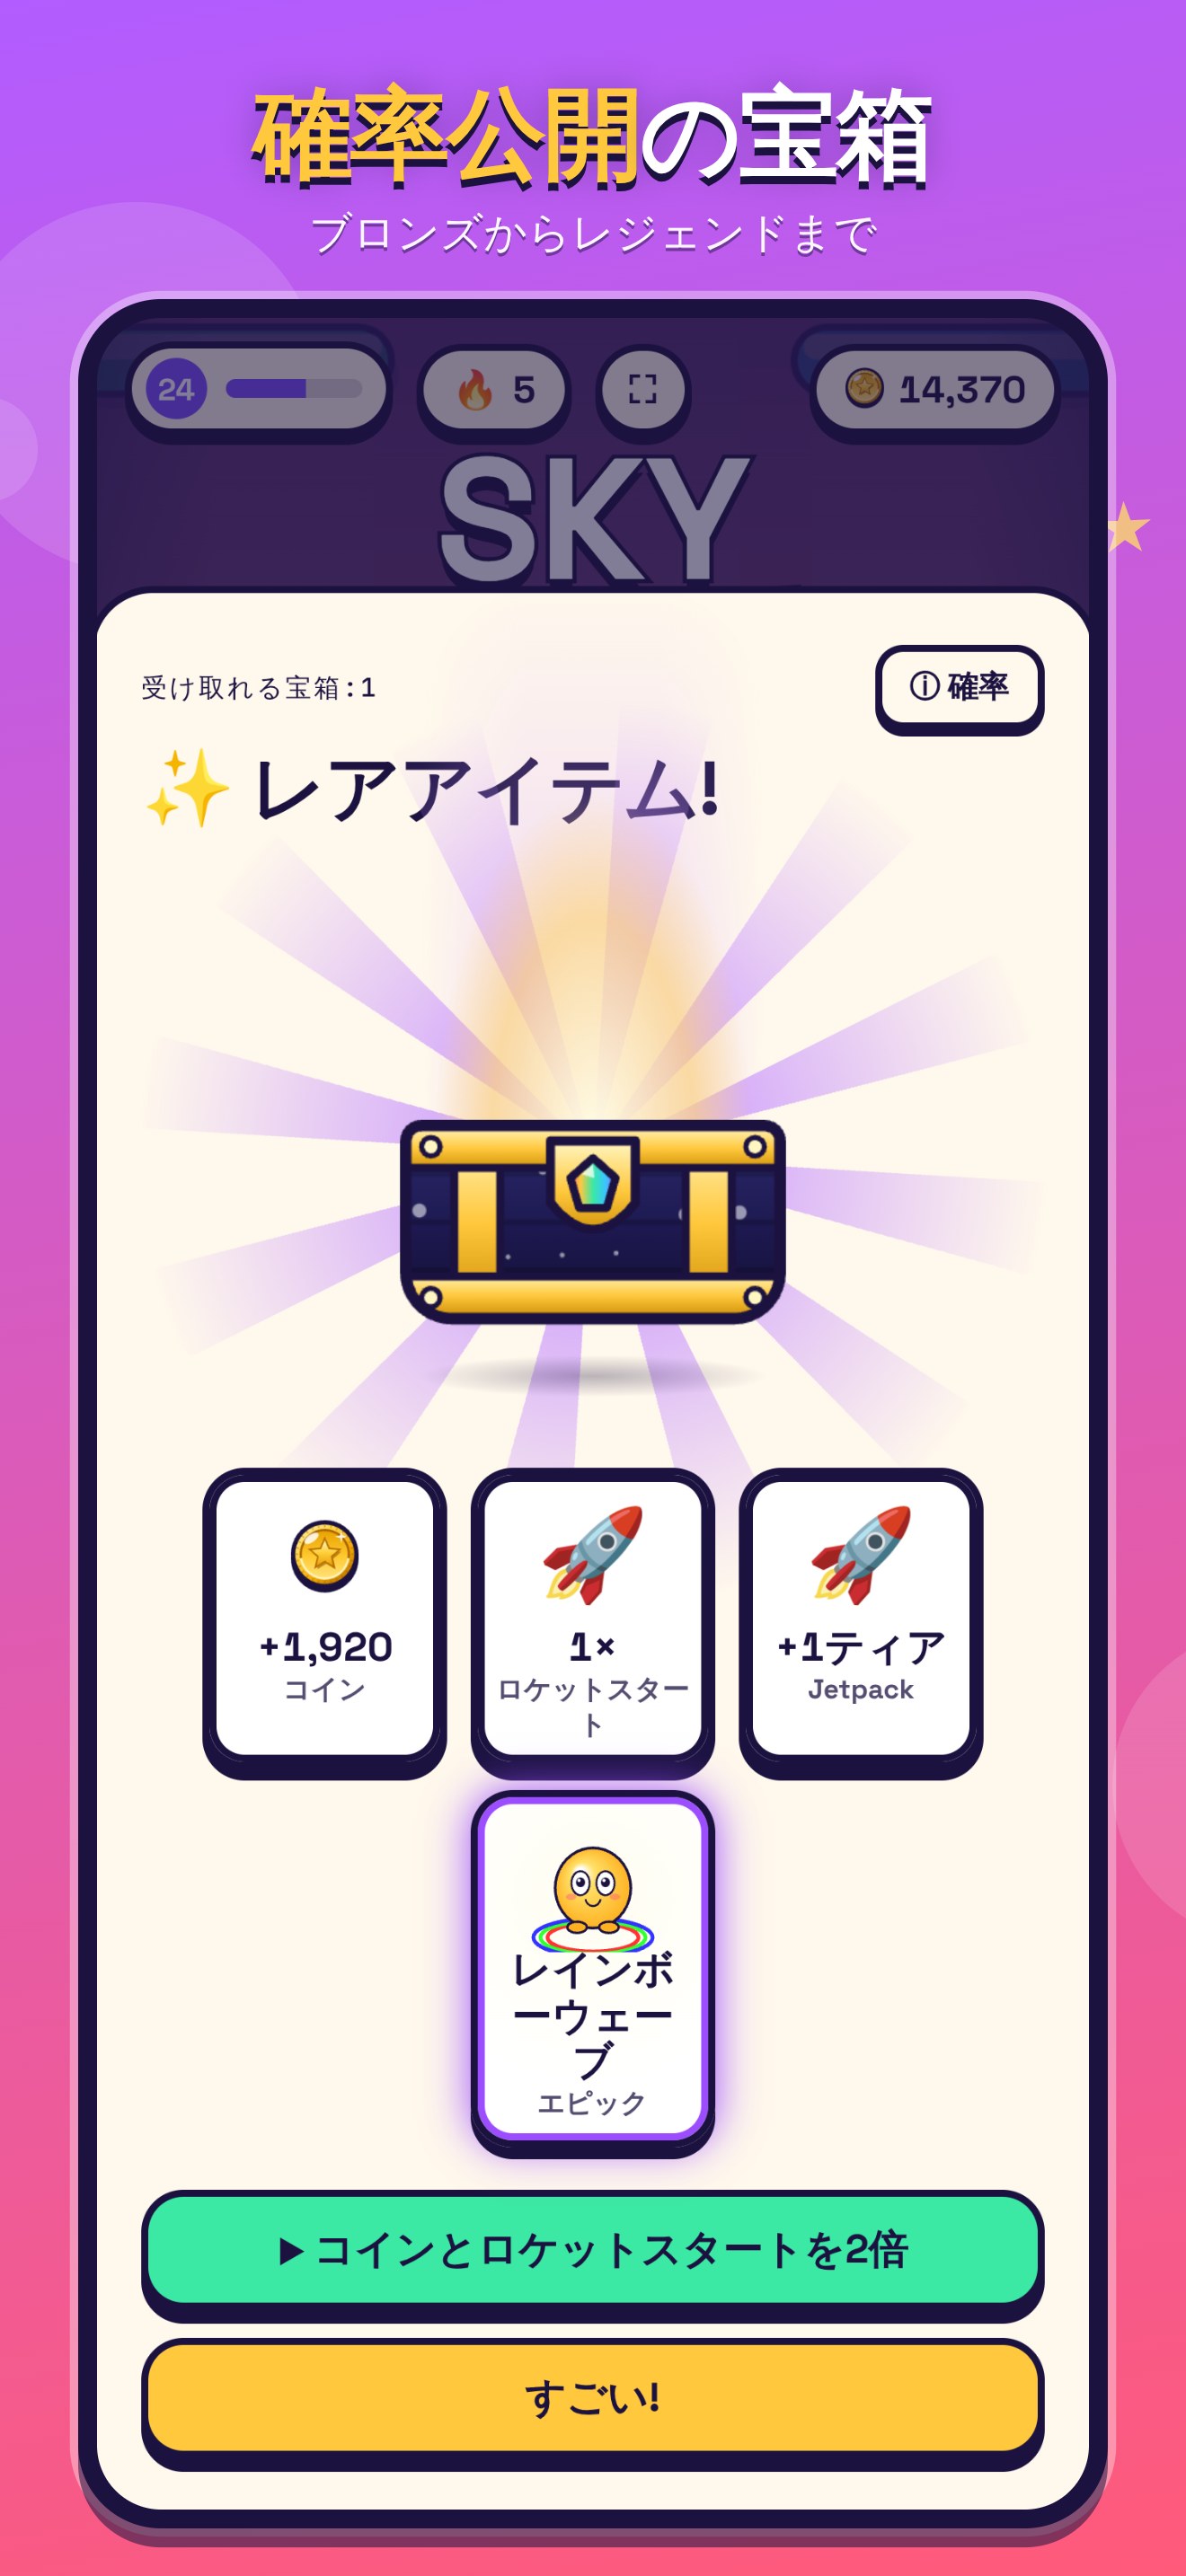 確率公開の宝箱
ブロンズからレジェンドまで
24
5
14,370
SKY
受け取れる宝箱:1
ⓘ 確率
✨ レアアイテム!
+1,920
コイン
1×
ロケットスター
ト
+1ティア
Jetpack
レインボ
ーウェー
ブ
エピック
▶ コインとロケットスタートを2倍
すごい!